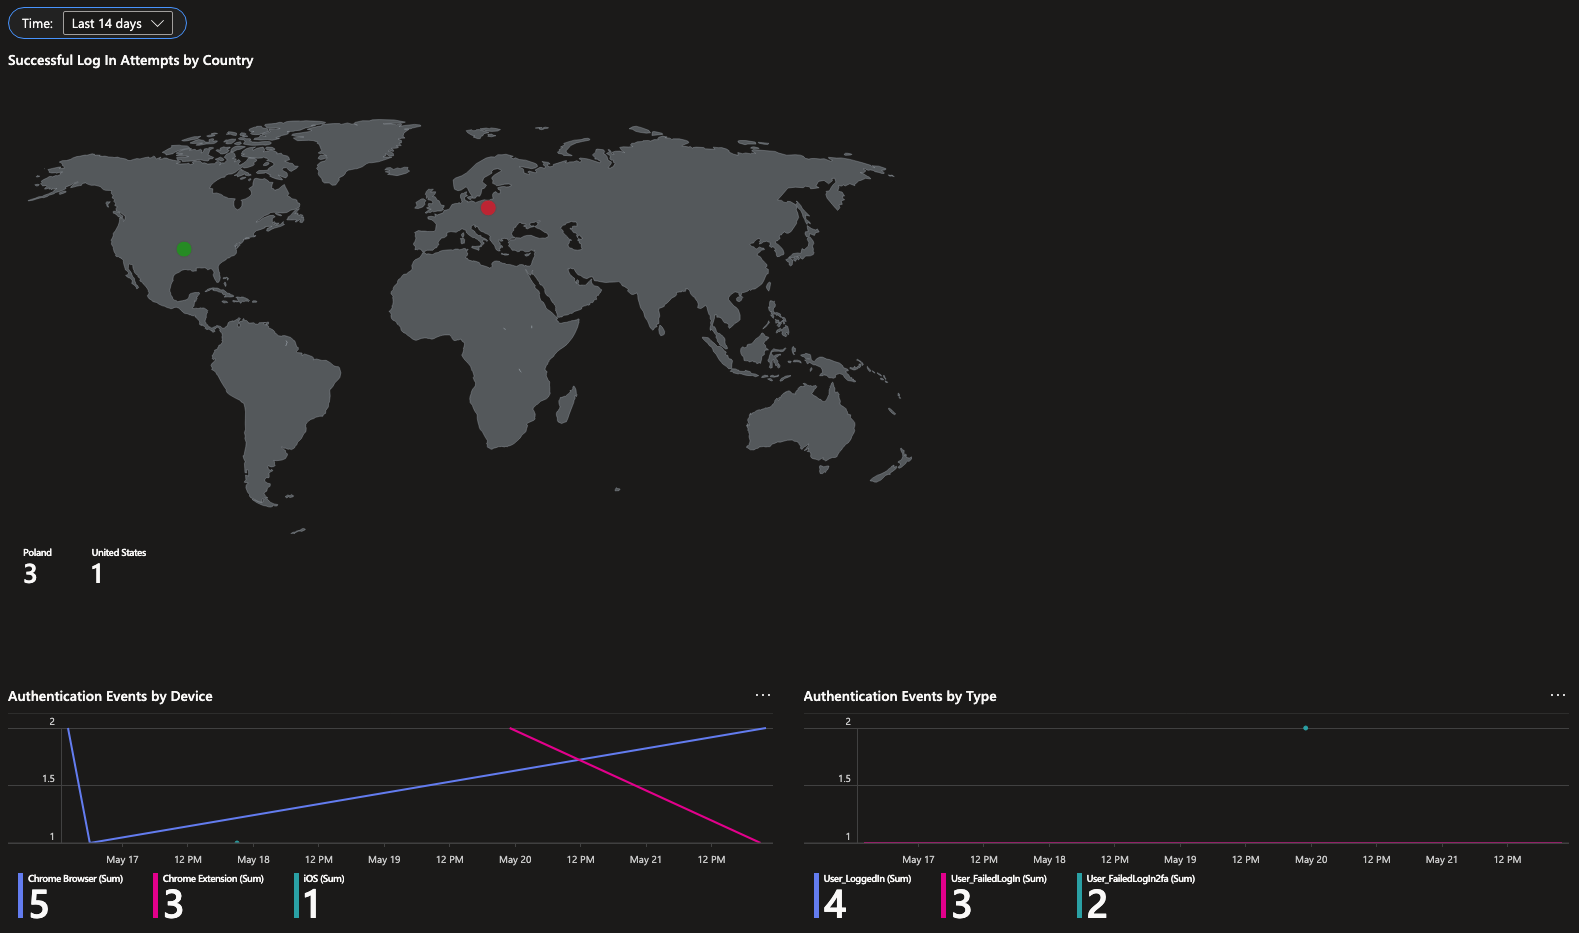 Time: Last 14 days
Successful Log In Attempts by Country
Poland United States
3 1
Authentication Events by Device
2
1.5
1
May 17 12 PM May 18 12 PM May 19 12 PM May 20 12 PM May 21 12 PM
Chrome Browser (Sum) Chrome Extension (Sum) iOS (Sum)
5 3 1
Authentication Events by Type
2
1.5
1
May 17 12 PM May 18 12 PM May 19 12 PM May 20 12 PM May 21 12 PM
User_LoggedIn (Sum) User_FailedLogIn (Sum) User_FailedLogIn2fa (Sum)
4 3 2